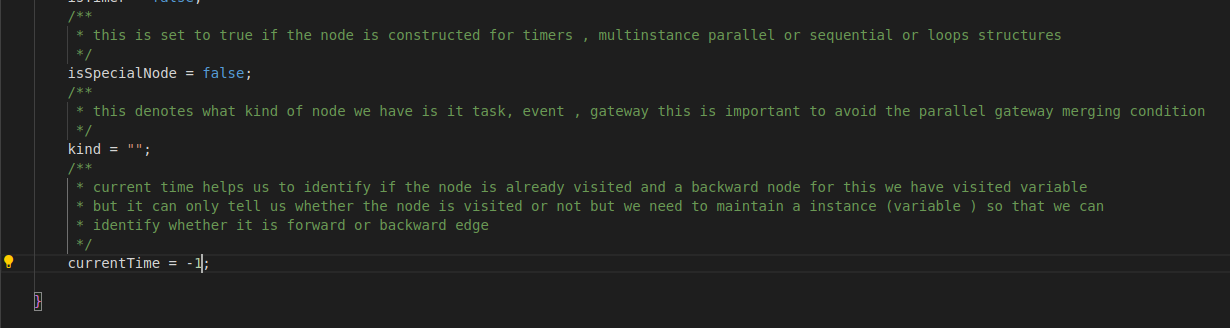 isTimer = false;
/**
* this is set to true if the node is constructed for timers , multinstance parallel or sequential or loops structures
*/
isSpecialNode = false;
/**
* this denotes what kind of node we have is it task, event , gateway this is important to avoid the parallel gateway merging condition
*/
kind = "";
/**
* current time helps us to identify if the node is already visited and a backward node for this we have visited variable
* but it can only tell us whether the node is visited or not but we need to maintain a instance (variable ) so that we can
* identify whether it is forward or backward edge
*/
currentTime = -1;
}